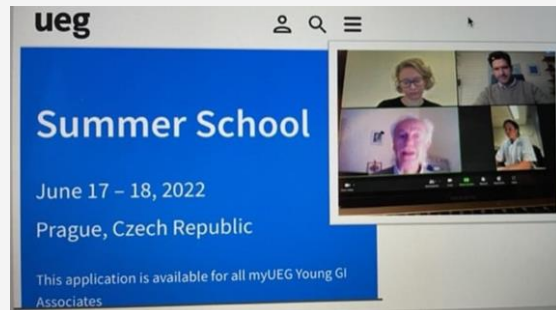 ueg
Summer School
June 17 – 18, 2022
Prague, Czech Republic
This application is available for all myUEG Young GI
Associates